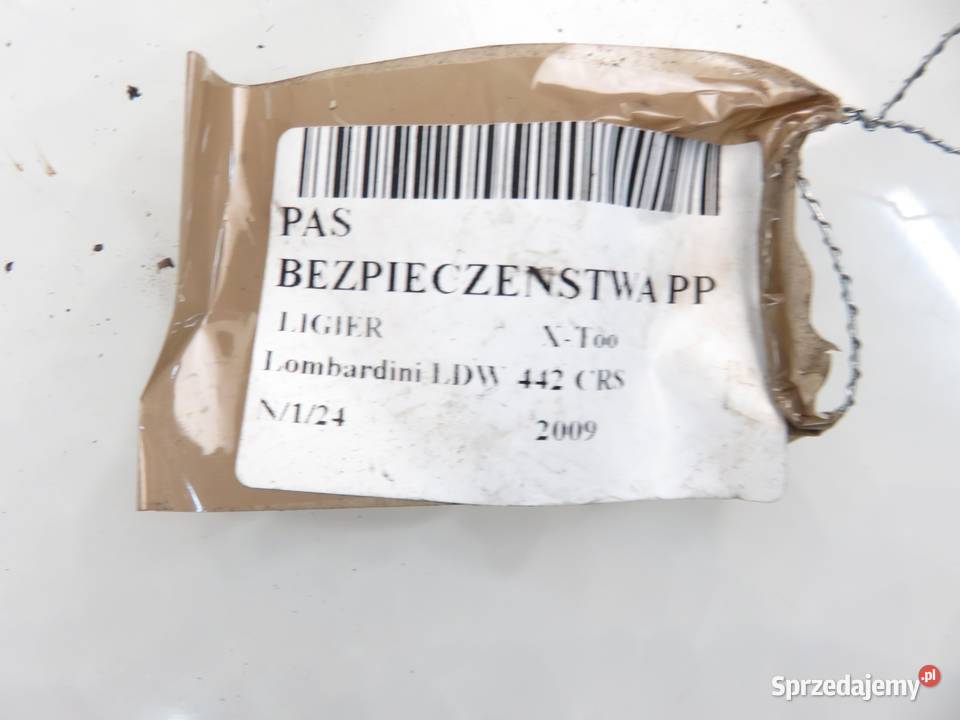 PAS
BEZPIECZENSTWA PP
LIGIER X-Too
Lombardini LDW 442 CRS
N/1/24 2009
Sprzedajemy.pl